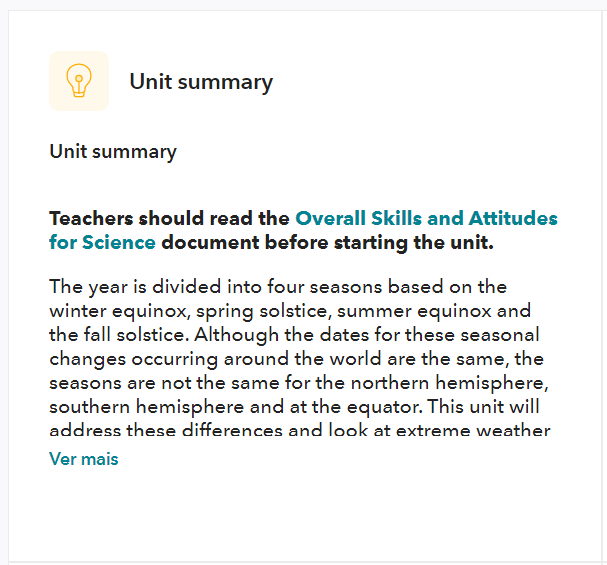 Unit summary
Unit summary
Teachers should read the Overall Skills and Attitudes
for Science document before starting the unit.
The year is divided into four seasons based on the
winter equinox, spring solstice, summer equinox and
the fall solstice. Although the dates for these seasonal
changes occurring around the world are the same, the
seasons are not the same for the northern hemisphere,
southern hemisphere and at the equator. This unit will
address these differences and look at extreme weather
Ver mais